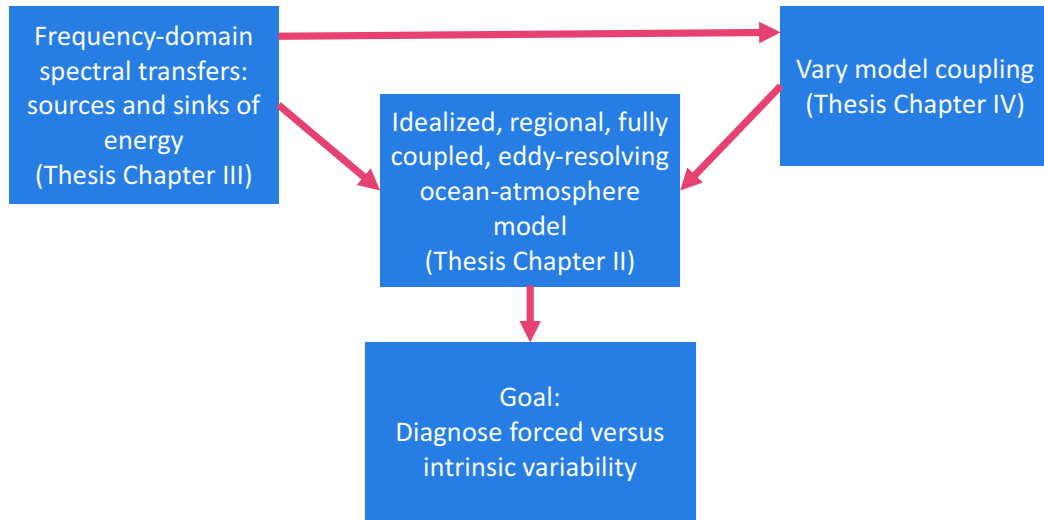 Frequency-domain
spectral transfers:
sources and sinks of
energy
(Thesis Chapter III)
Vary model coupling
(Thesis Chapter IV)
Idealized, regional, fully
coupled, eddy-resolving
ocean-atmosphere
model
(Thesis Chapter II)
Goal:
Diagnose forced versus
intrinsic variability